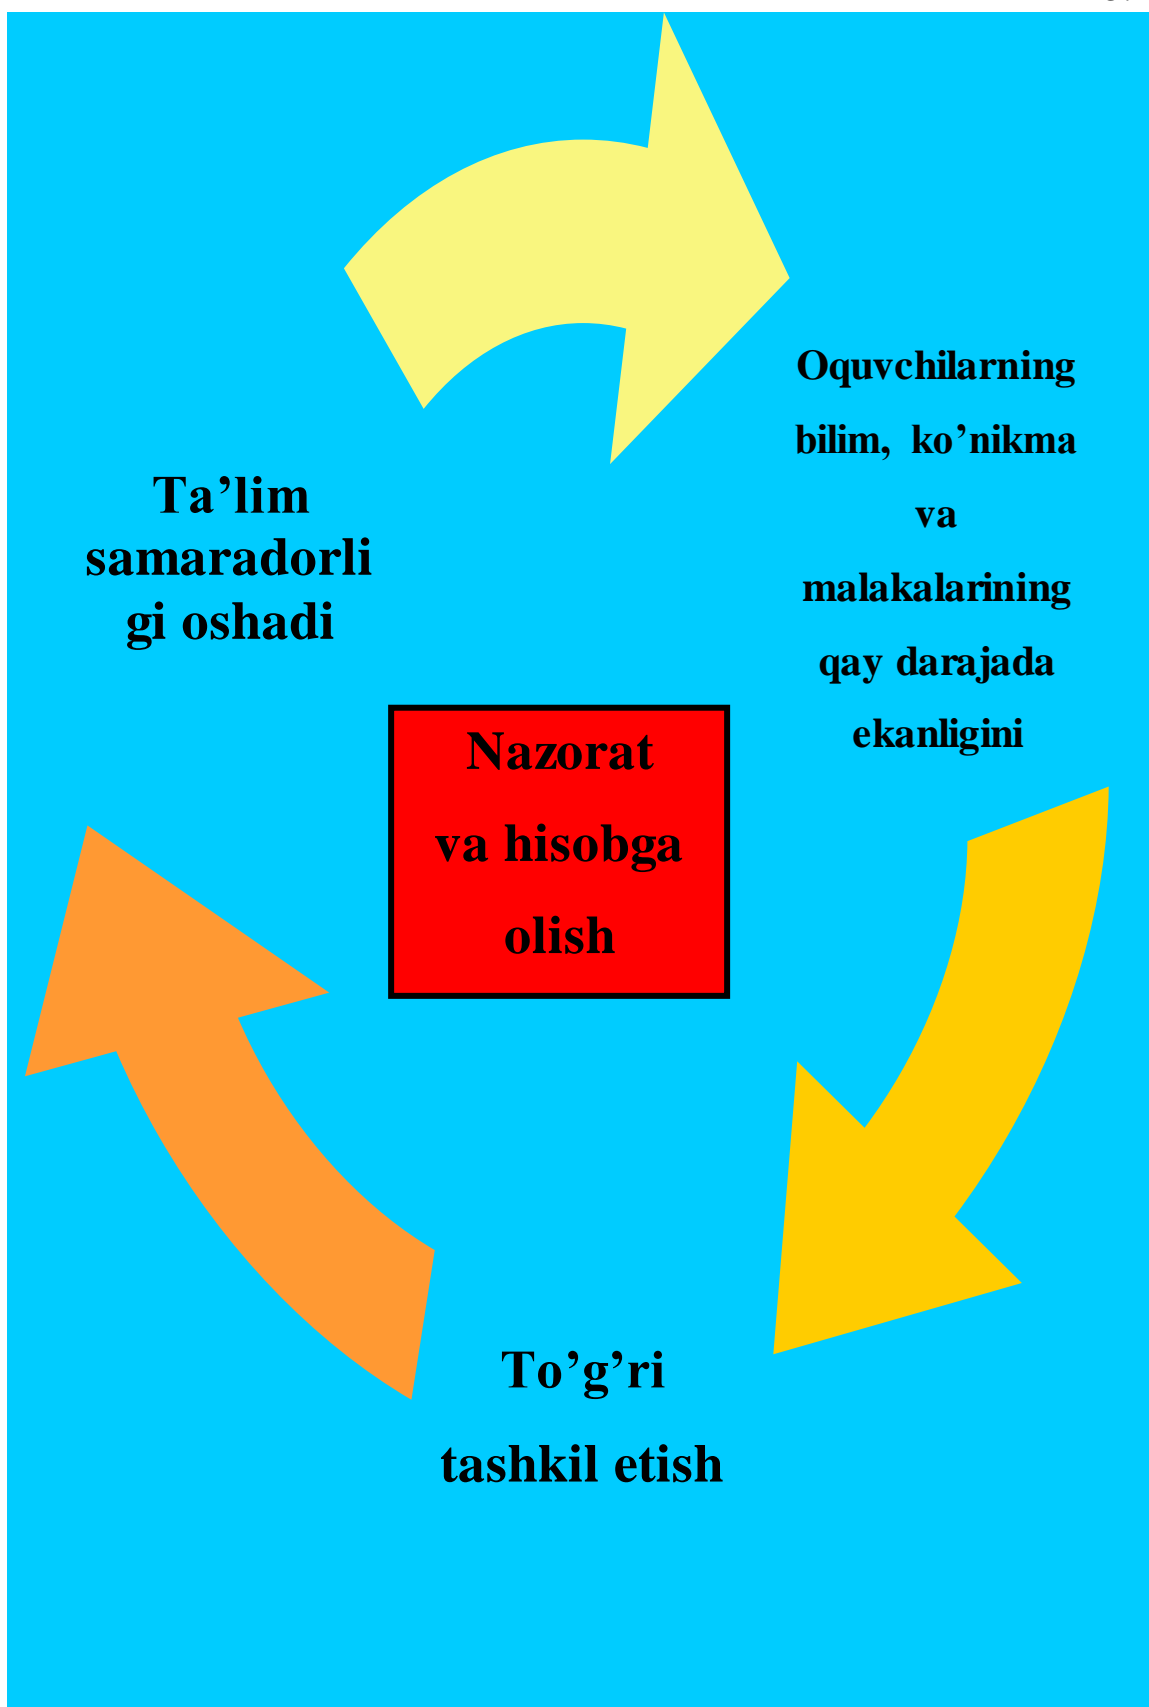 Oquvchilarning
bilim, ko’nikma
va
malakalarining
qay darajada
ekanligini
Ta’lim
samaradorli
gi oshadi
Nazorat
va hisobga
olish
To’g’ri
tashkil etish